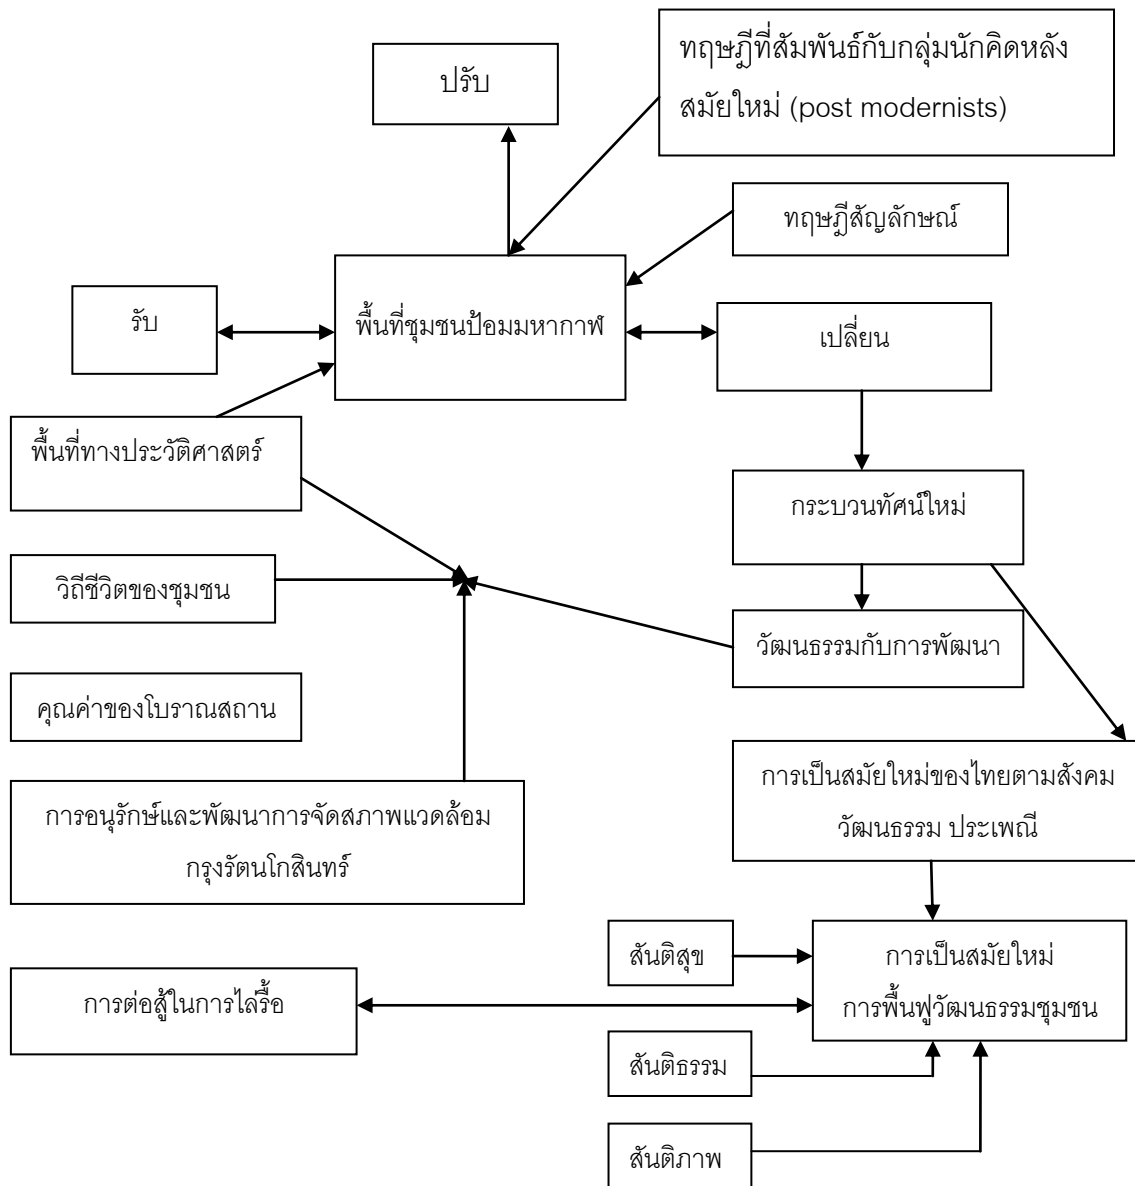 ปรับ
ทฤษฎีที่สัมพันธ์กับกลุ่มนักคิดหลัง
สมัยใหม่ (post modernists)
ทฤษฎีสัญลักษณ์
รับ
พื้นที่ชุมชนป้อมมหากาฬ
เปลี่ยน
พื้นที่ทางประวัติศาสตร์
กระบวนทัศน์ใหม่
วิถีชีวิตของชุมชน
วัฒนธรรมกับการพัฒนา
คุณค่าของโบราณสถาน
การเป็นสมัยใหม่ของไทยตามสังคม
วัฒนธรรม ประเพณี
การอนุรักษ์และพัฒนาการจัดสภาพแวดล้อม
กรุงรัตนโกสินทร์
สันติสุข
การเป็นสมัยใหม่
การพื้นฟูวัฒนธรรมชุมชน
การต่อสู้ในการไล่รื้อ
สันติธรรม
สันติภาพ